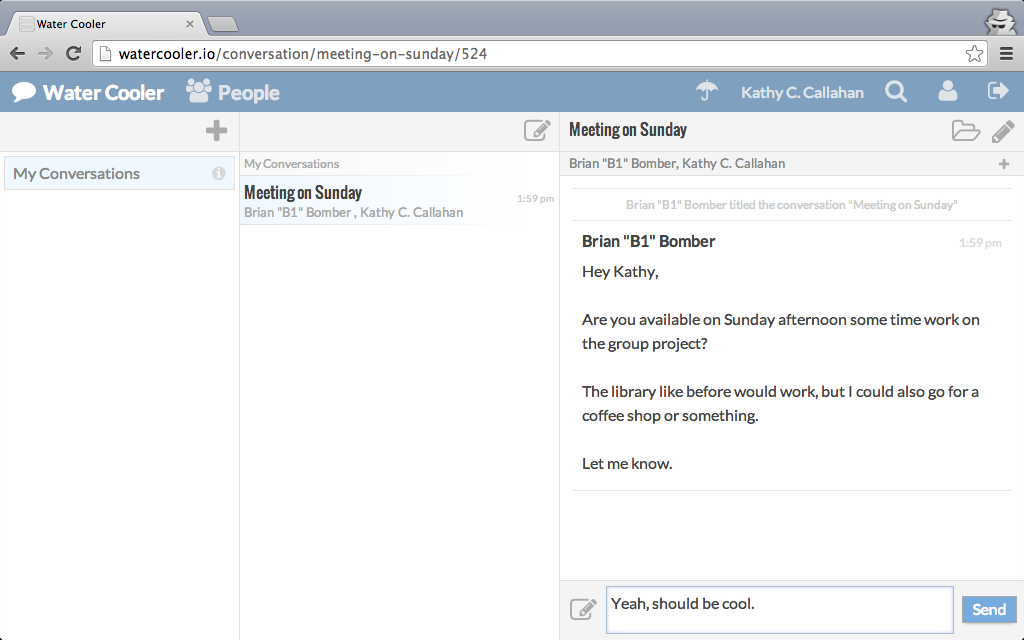 Water Cooler
watercooler.io/conversation/meeting-on-sunday/524
Water Cooler People Kathy C. Callahan
My Conversations
My Conversations
Meeting on Sunday
1:59 pm
Brian "B1" Bomber , Kathy C. Callahan
Meeting on Sunday
Brian "B1" Bomber, Kathy C. Callahan
Brian "B1" Bomber titled the conversation "Meeting on Sunday"
Brian "B1" Bomber 1:59 pm
Hey Kathy,
Are you available on Sunday afternoon some time work on
the group project?
The library like before would work, but I could also go for a
coffee shop or something.
Let me know.
Yeah, should be cool.
Send